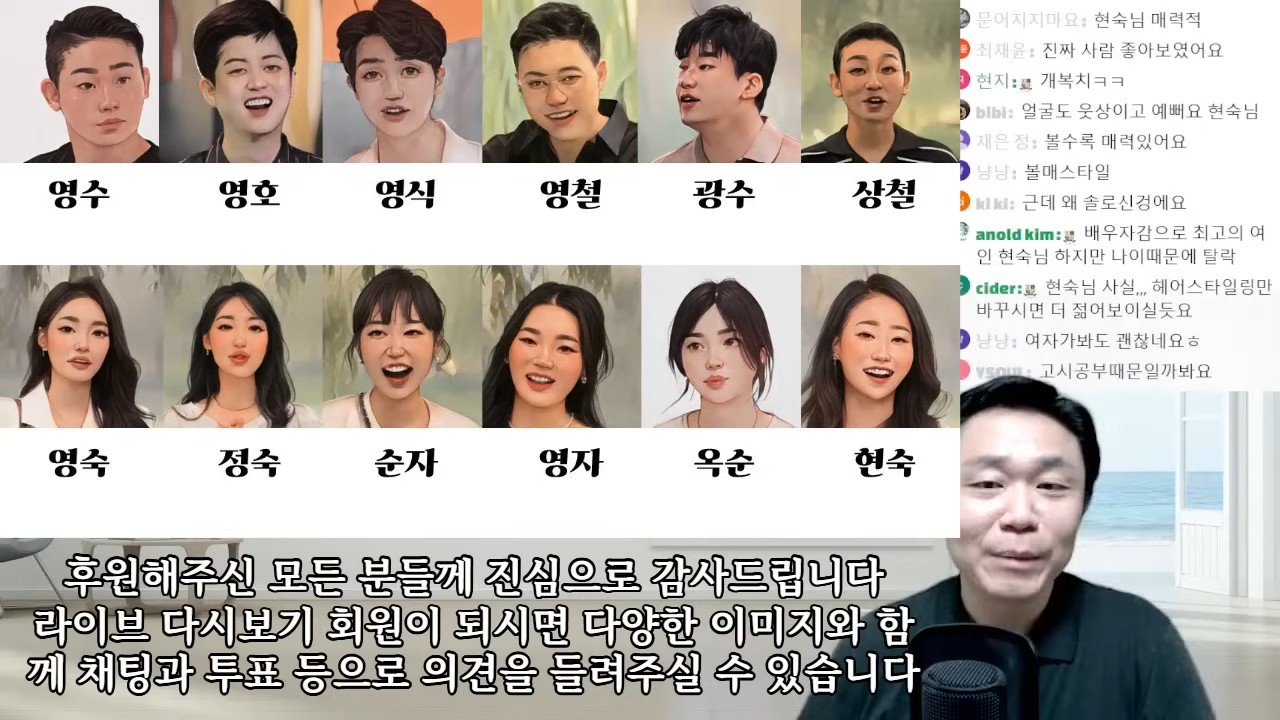 영수 영호 영식 영철 광수 상철
영숙 정숙 순자 영자 옥순 현숙
문어지지마요: 현숙님 매력적
최재윤: 진짜 사람 좋아보였어요
현지: 개복치ㅋㅋ
blbl: 얼굴도 웃상이고 예뻐요 현숙님
재은 정: 볼수록 매력있어요
냥낭: 볼매스타일
ki ki: 근데 왜 솔로신겅에요
anold kim: 배우자감으로 최고의 여
인 현숙님 하지만 나이때문에 탈락
cider: 현숙님 사실,,, 헤어스타일링만
바꾸시면 더 젊어보이실듯요
냥낭: 여자가봐도 괜찮네요ㅎ
고시공부때문일까봐요
후원해주신 모든 분들께 진심으로 감사드립니다
라이브 다시보기 회원이 되시면 다양한 이미지와 함
께 채팅과 투표 등으로 의견을 들려주실 수 있습니다